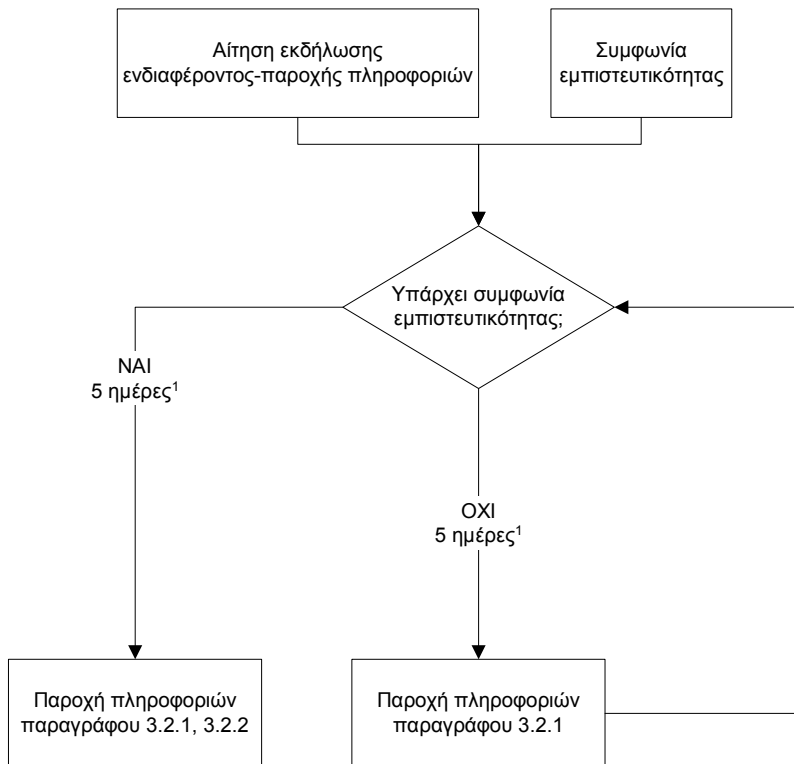 Αίτηση εκδήλωσης
ενδιαφέροντος-παροχής πληροφοριών
Συμφωνία
εμπιστευτικότητας
Υπάρχει συμφωνία
εμπιστευτικότητας;
ΝΑΙ
5 ημέρες¹
ΟΧΙ
5 ημέρες¹
Παροχή πληροφοριών
παραγράφου 3.2.1, 3.2.2
Παροχή πληροφοριών
παραγράφου 3.2.1